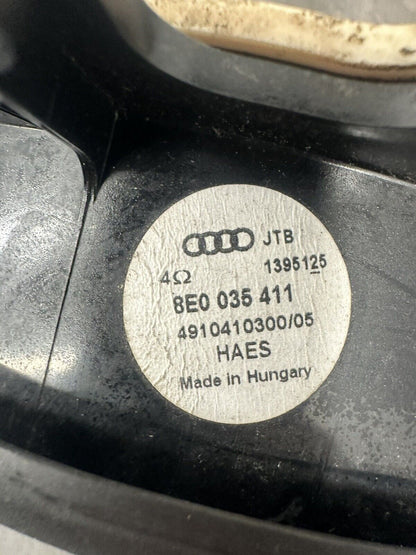 JTB
4Ω 1395125
8E0 035 411
4910410300/05
HAES
Made in Hungary